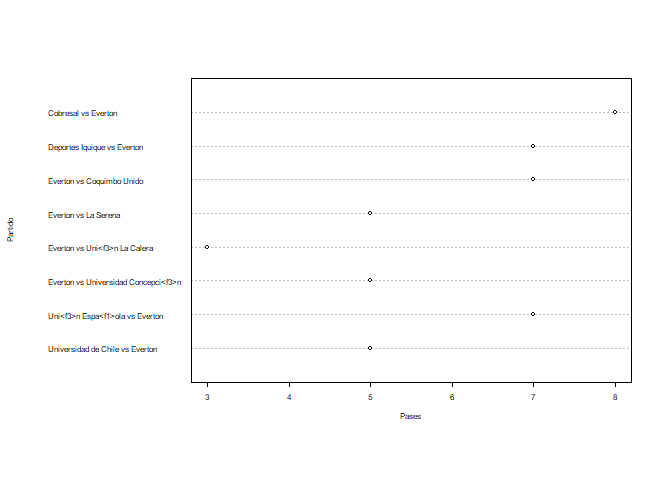 Cobresal vs Everton
Deportes Iquique vs Everton
Everton vs Coquimbo Unido
Everton vs La Serena
Everton vs Uni<f3>n La Calera
Everton vs Universidad Concepci<f3>n
Uni<f3>n Espa<f1>ola vs Everton
Universidad de Chile vs Everton
Partido
3 4 5 6 7 8
Pases